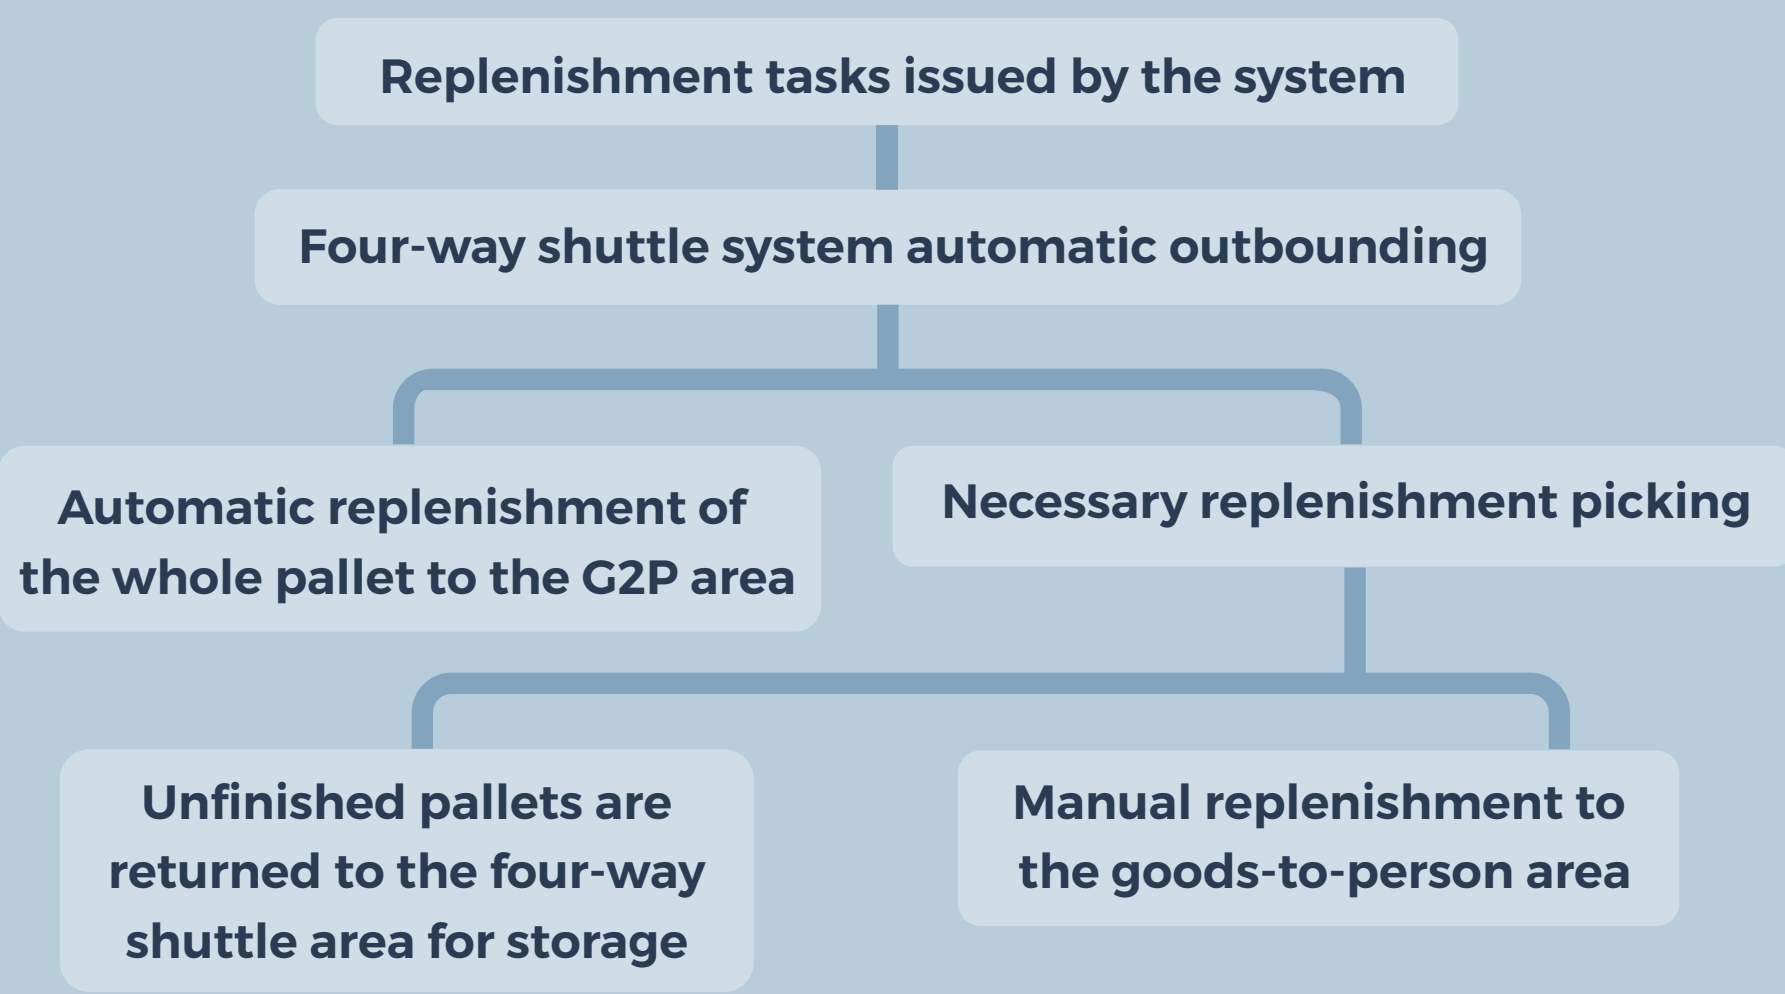 Replenishment tasks issued by the system
Four-way shuttle system automatic outbounding
Automatic replenishment of
the whole pallet to the G2P area
Necessary replenishment picking
Unfinished pallets are
returned to the four-way
shuttle area for storage
Manual replenishment to
the goods-to-person area